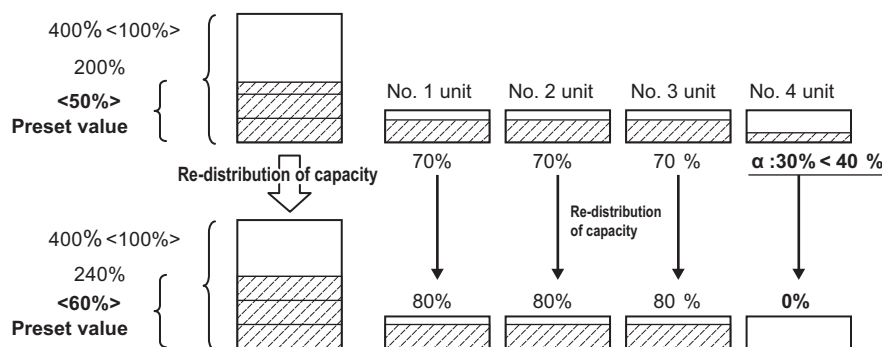 400% <100%>
200%
<50%>
Preset value
No. 1 unit
No. 2 unit
No. 3 unit
No. 4 unit
70%
70%
70 %
α :30% < 40 %
Re-distribution of capacity
Re-distribution
of capacity
400% <100%>
240%
<60%>
Preset value
80%
80%
80 %
0%